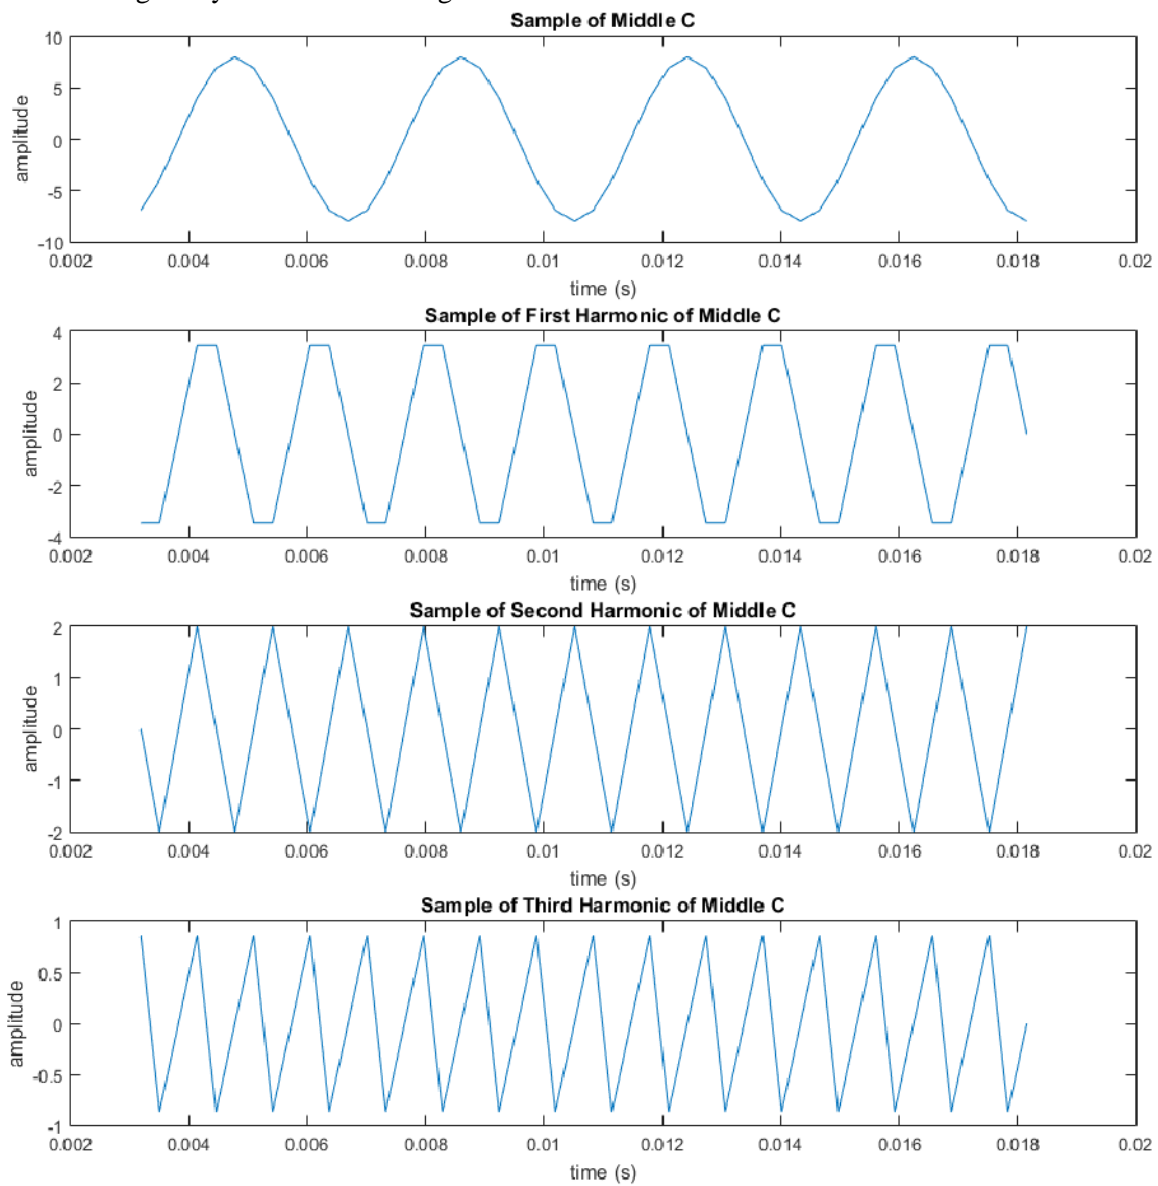 Sample of Middle C
10
5
0
-5
-10
amplitude
0.002 0.004 0.006 0.008 0.01 0.012 0.014 0.016 0.018 0.02
time (s)
Sample of First Harmonic of Middle C
4
2
0
-2
-4
amplitude
0.002 0.004 0.006 0.008 0.01 0.012 0.014 0.016 0.018 0.02
time (s)
Sample of Second Harmonic of Middle C
2
1
0
-1
-2
amplitude
0.002 0.004 0.006 0.008 0.01 0.012 0.014 0.016 0.018 0.02
time (s)
Sample of Third Harmonic of Middle C
1
0.5
0
-0.5
-1
amplitude
0.002 0.004 0.006 0.008 0.01 0.012 0.014 0.016 0.018 0.02
time (s)